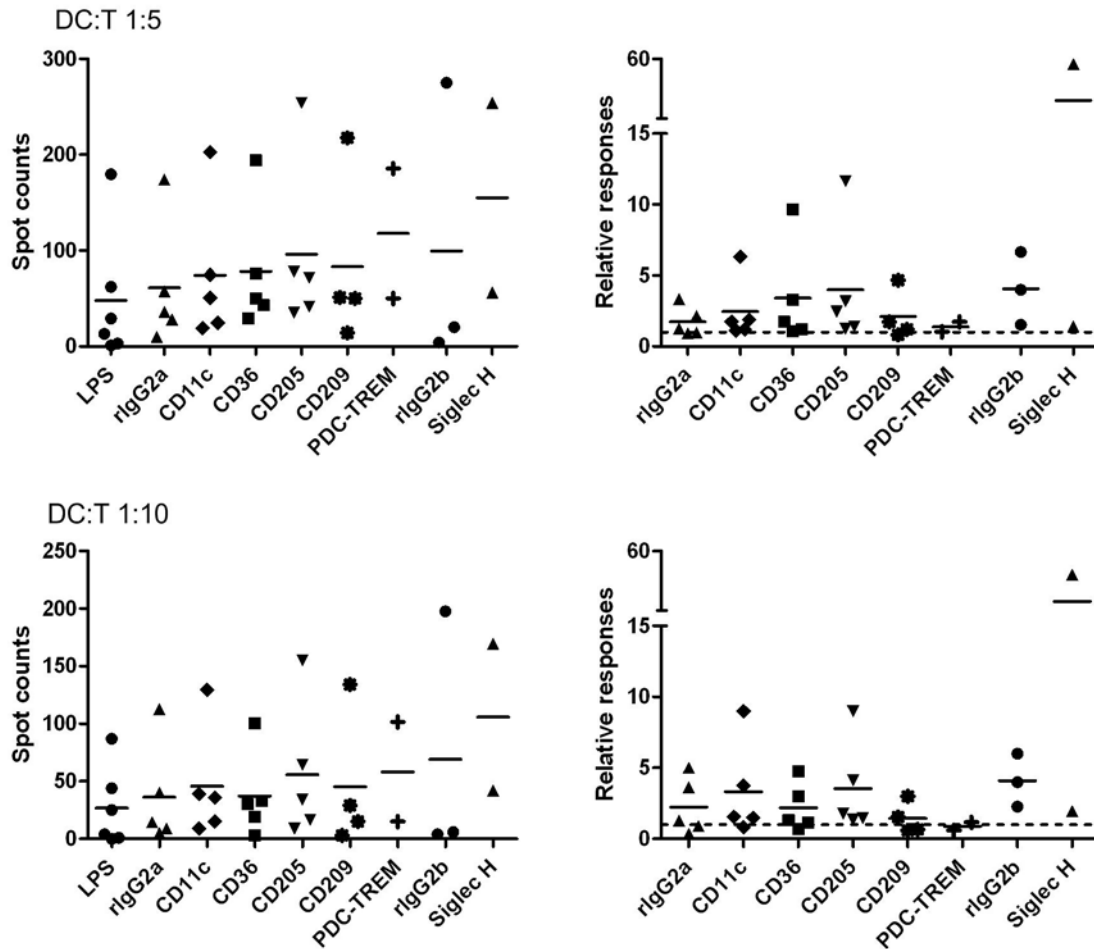 DC:T 1:5
Spot counts
300
200
100
0
LPS
rIgG2a
CD11c
CD36
CD205
CD209
PDC-TREM
rIgG2b
Siglec H
Relative responses
60
15
10
5
0
rIgG2a
CD11c
CD36
CD205
CD209
PDC-TREM
rIgG2b
Siglec H
DC:T 1:10
Spot counts
250
200
150
100
50
0
LPS
rIgG2a
CD11c
CD36
CD205
CD209
PDC-TREM
rIgG2b
Siglec H
Relative responses
60
15
10
5
0
rIgG2a
CD11c
CD36
CD205
CD209
PDC-TREM
rIgG2b
Siglec H